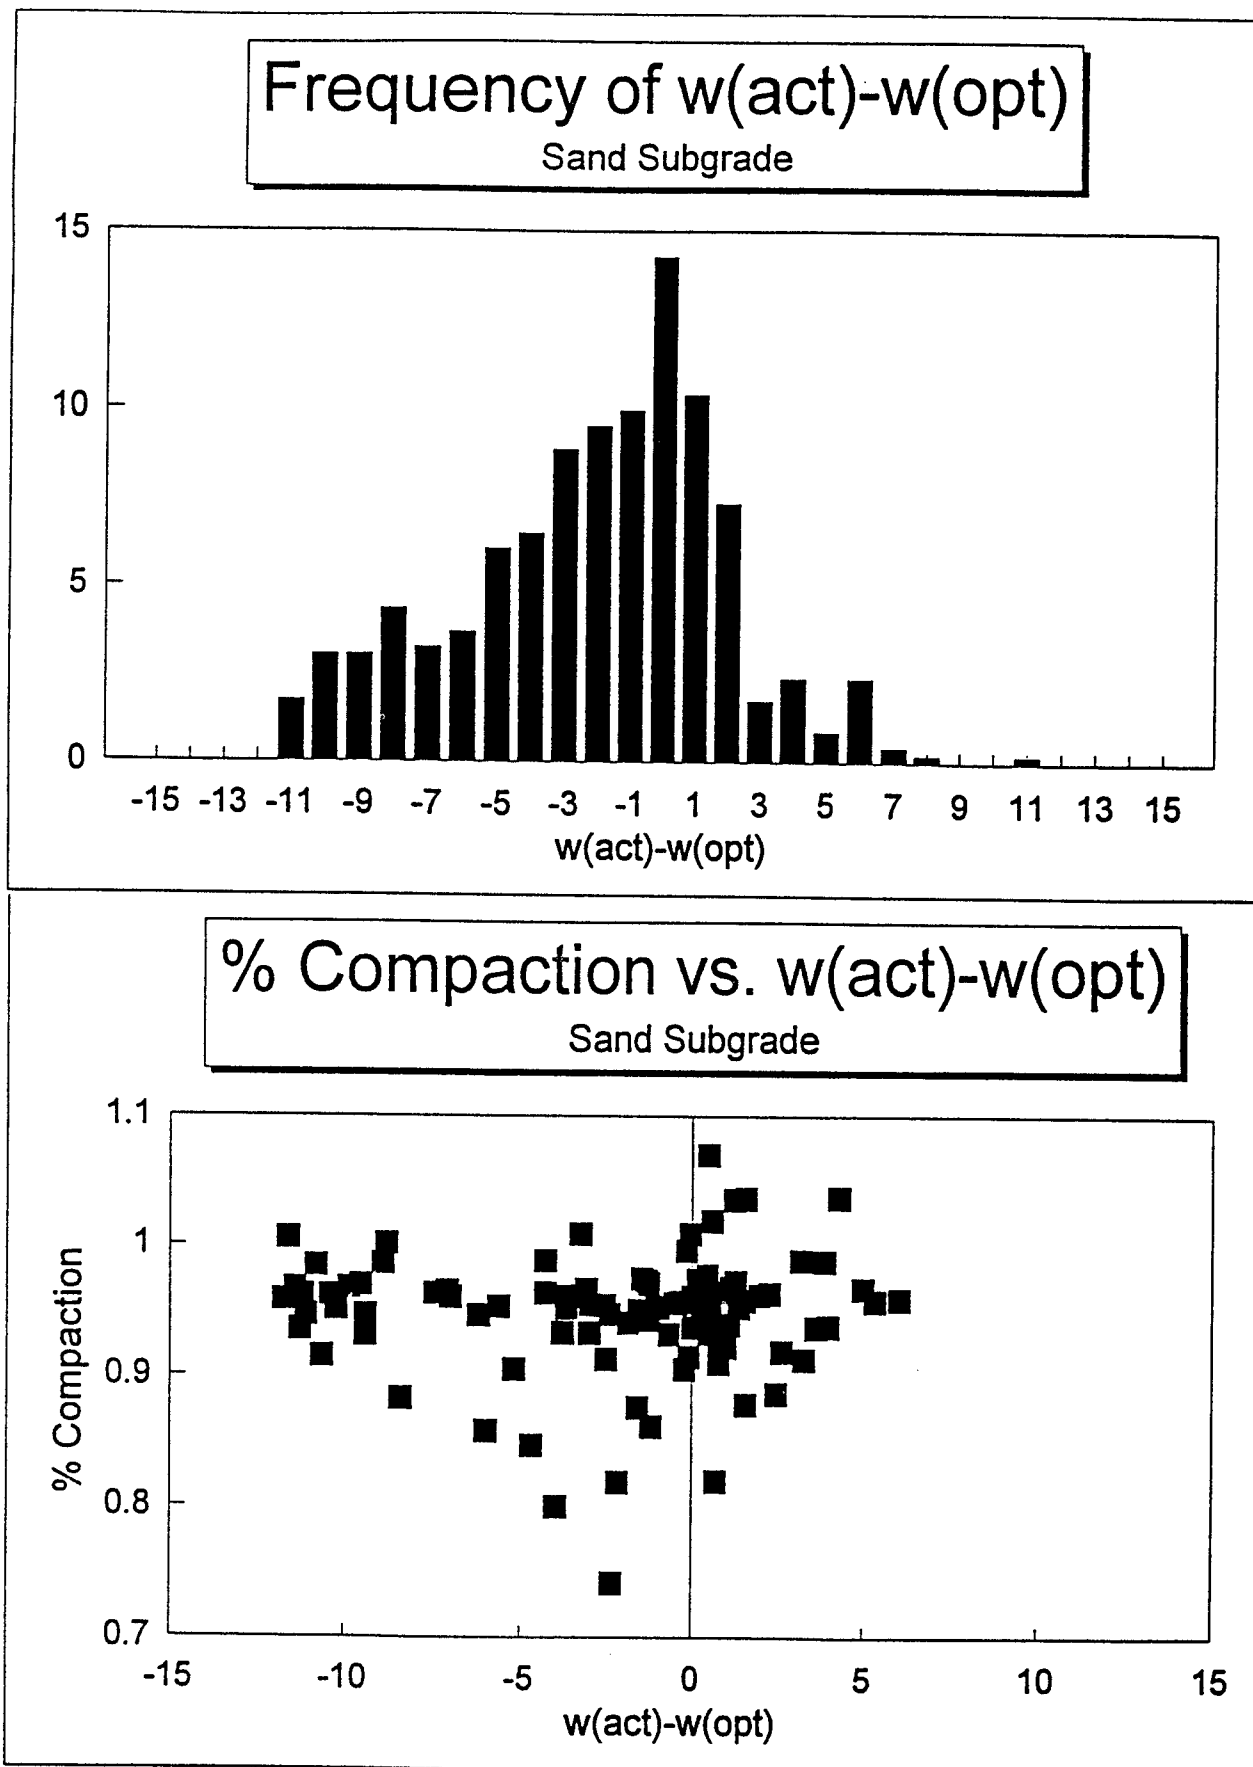 Frequency of w(act)-w(opt)
Sand Subgrade
15
10
5
0
-15 -13 -11 -9 -7 -5 -3 -1 1 3 5 7 9 11 13 15
w(act)-w(opt)
% Compaction vs. w(act)-w(opt)
Sand Subgrade
1.1
1
0.9
0.8
0.7
% Compaction
-15 -10 -5 0 5 10 15
w(act)-w(opt)